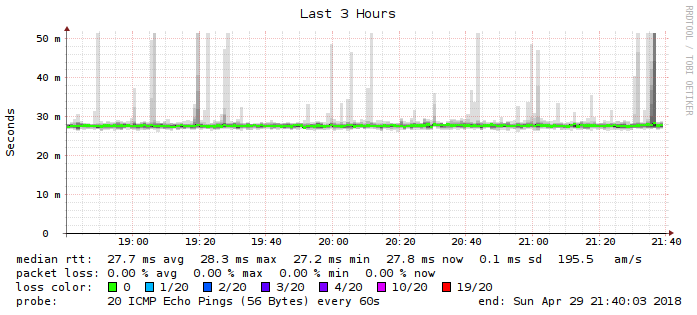 Last 3 Hours
RRDTOOL / TOBI OETIKER
Seconds
50 m
40 m
30 m
20 m
10 m
0
19:00 19:20 19:40 20:00 20:20 20:40 21:00 21:20 21:40
median rtt: 27.7 ms avg 28.3 ms max 27.2 ms min 27.8 ms now 0.1 ms sd 195.5 am/s
packet loss: 0.00 % avg 0.00 % max 0.00 % min 0.00 % now
loss color: 0 1/20 2/20 3/20 4/20 10/20 19/20
probe: 20 ICMP Echo Pings (56 Bytes) every 60s end: Sun Apr 29 21:40:03 2018